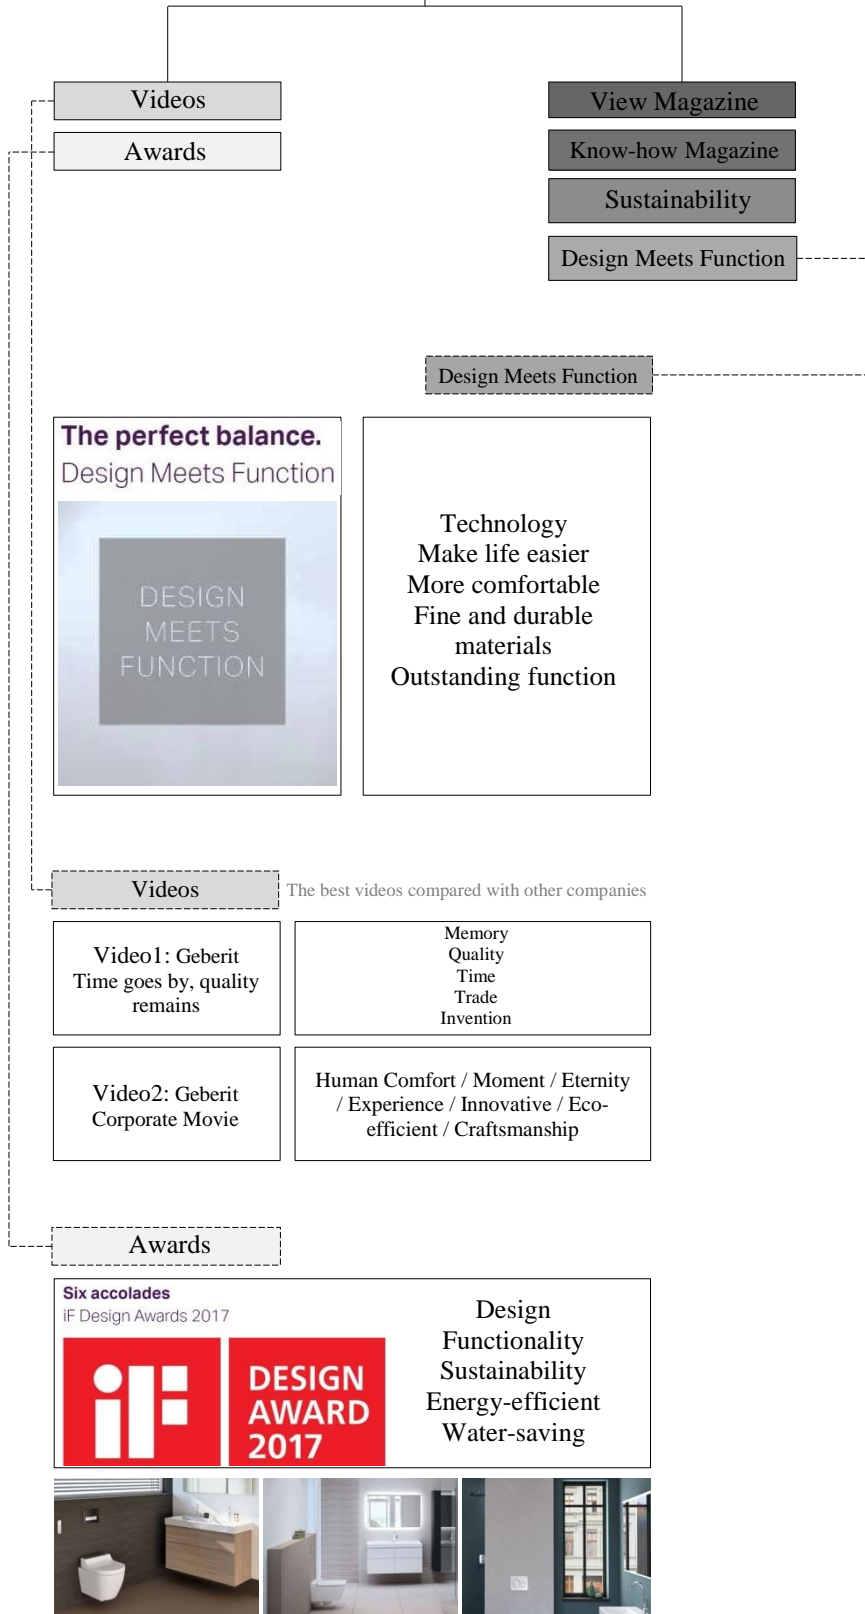 Videos
View Magazine
Awards
Know-how Magazine
Sustainability
Design Meets Function
Design Meets Function
The perfect balance.
Design Meets Function
DESIGN
MEETS
FUNCTION
Technology
Make life easier
More comfortable
Fine and durable
materials
Outstanding function
Videos
The best videos compared with other companies
Video1: Geberit
Time goes by, quality
remains
Memory
Quality
Time
Trade
Invention
Video2: Geberit
Corporate Movie
Human Comfort / Moment / Eternity
/ Experience / Innovative / Eco-
efficient / Craftsmanship
Awards
Six accolades
iF Design Awards 2017
iF
DESIGN
AWARD
2017
Design
Functionality
Sustainability
Energy-efficient
Water-saving